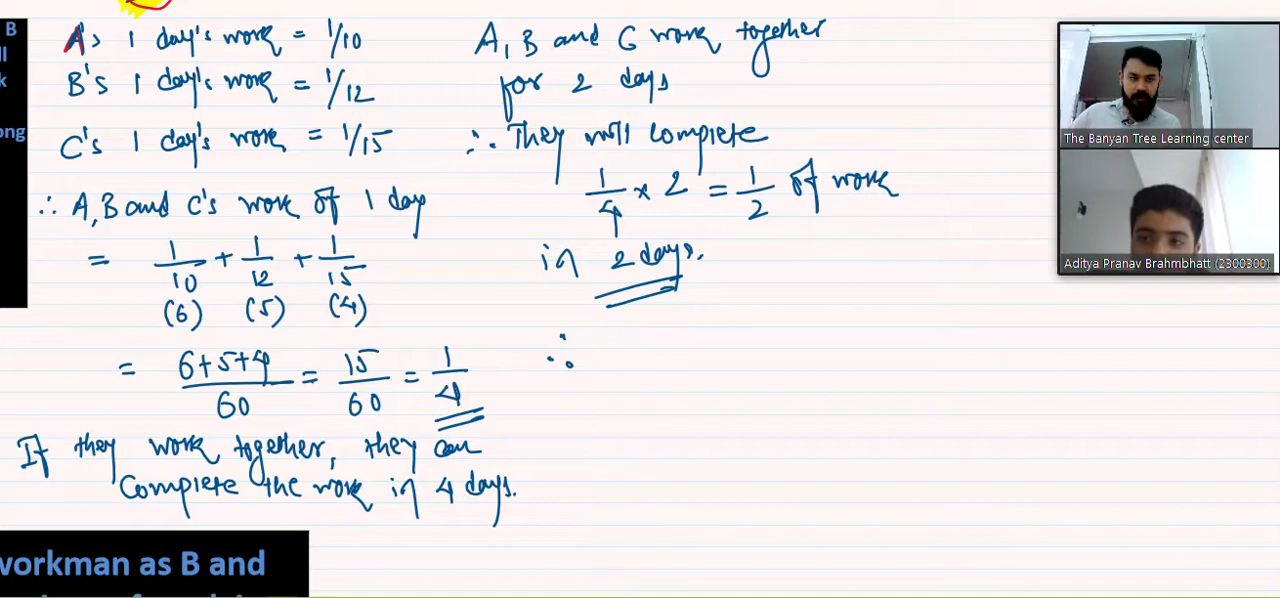 B
ll
k
ong
A's 1 day's work = 1/10
B's 1 day's work = 1/12
C's 1 day's work = 1/15
∴ A, B and C's work of 1 day
= 1/10 + 1/12 + 1/15
(6) (5) (4)
= 6+5+4/60 = 15/60 = 1/4
If they work together, they can
Complete the work in 4 days.
A, B and C work together
for 2 days
∴ They will complete
1/4 × 2 = 1/2 of work
in 2 days.
∴
workman as B and
The Banyan Tree Learning center
Aditya Pranav Brahmbhatt (2300300)